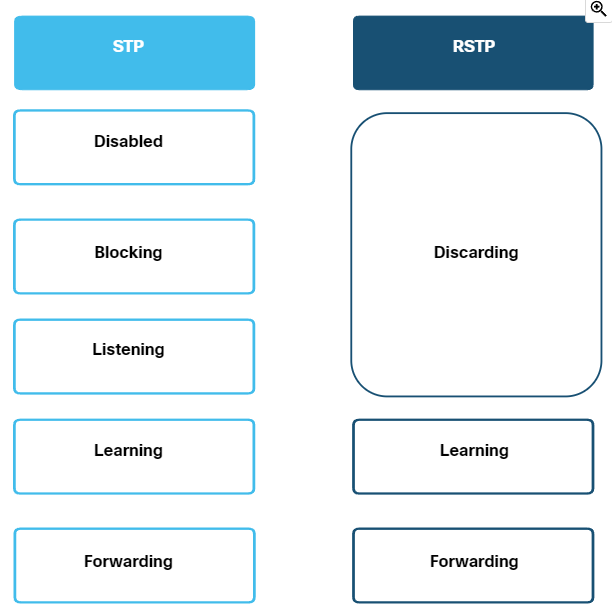 STP
RSTP
Disabled
Blocking
Discarding
Listening
Learning
Learning
Forwarding
Forwarding